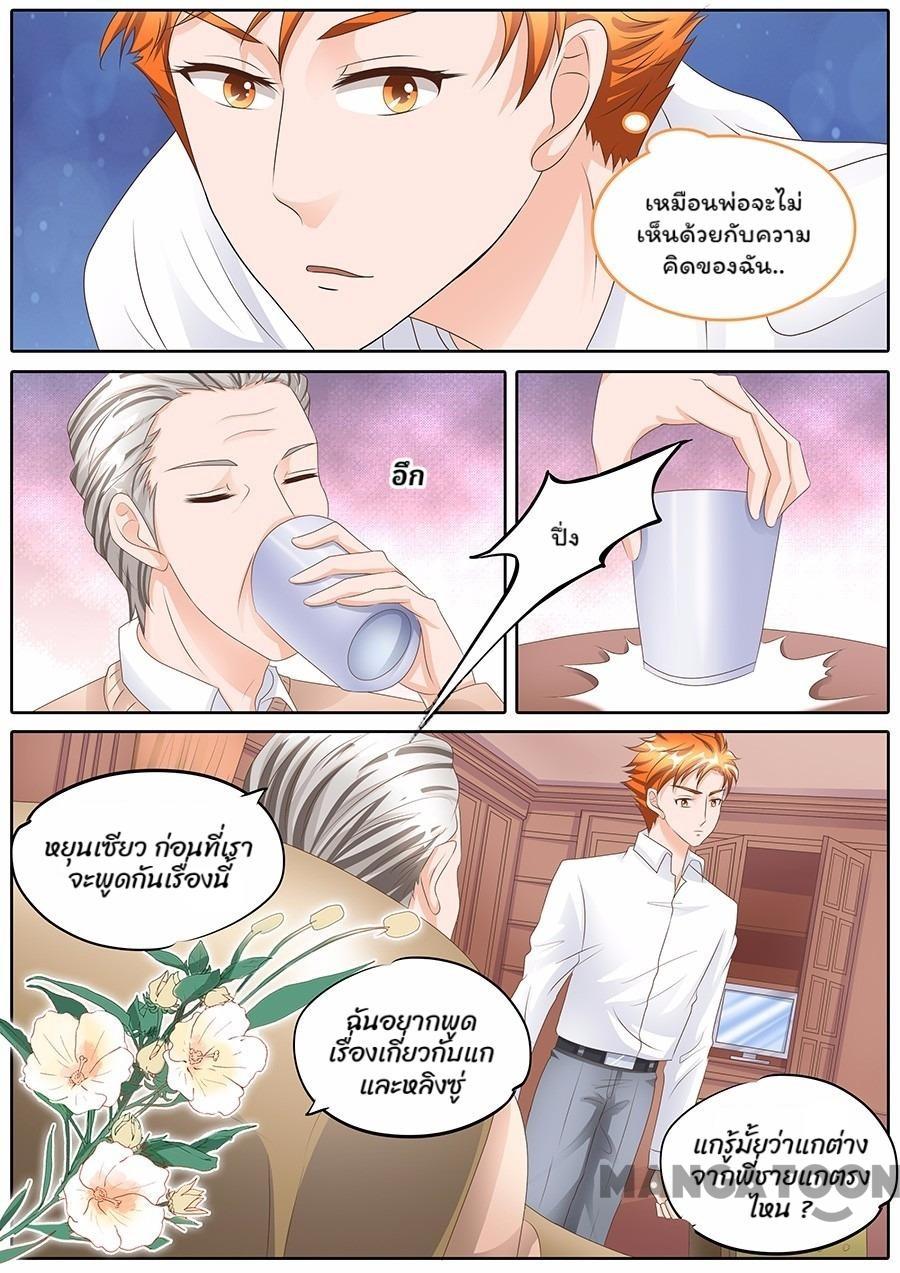 เหมือนพ่อจะไม่
เห็นด้วยกับความ
คิดของฉัน..
อึก
ปึ่ง
หยุนเซียว ก่อนที่เรา
จะพูดกันเรื่องนี้
ฉันอยากพูด
เรื่องเกี่ยวกับแก
และหลิงซู่
แกรู้มั้ยว่าแกต่าง
จากพี่ชายแกตรง
ไหน ?
MANGATOON